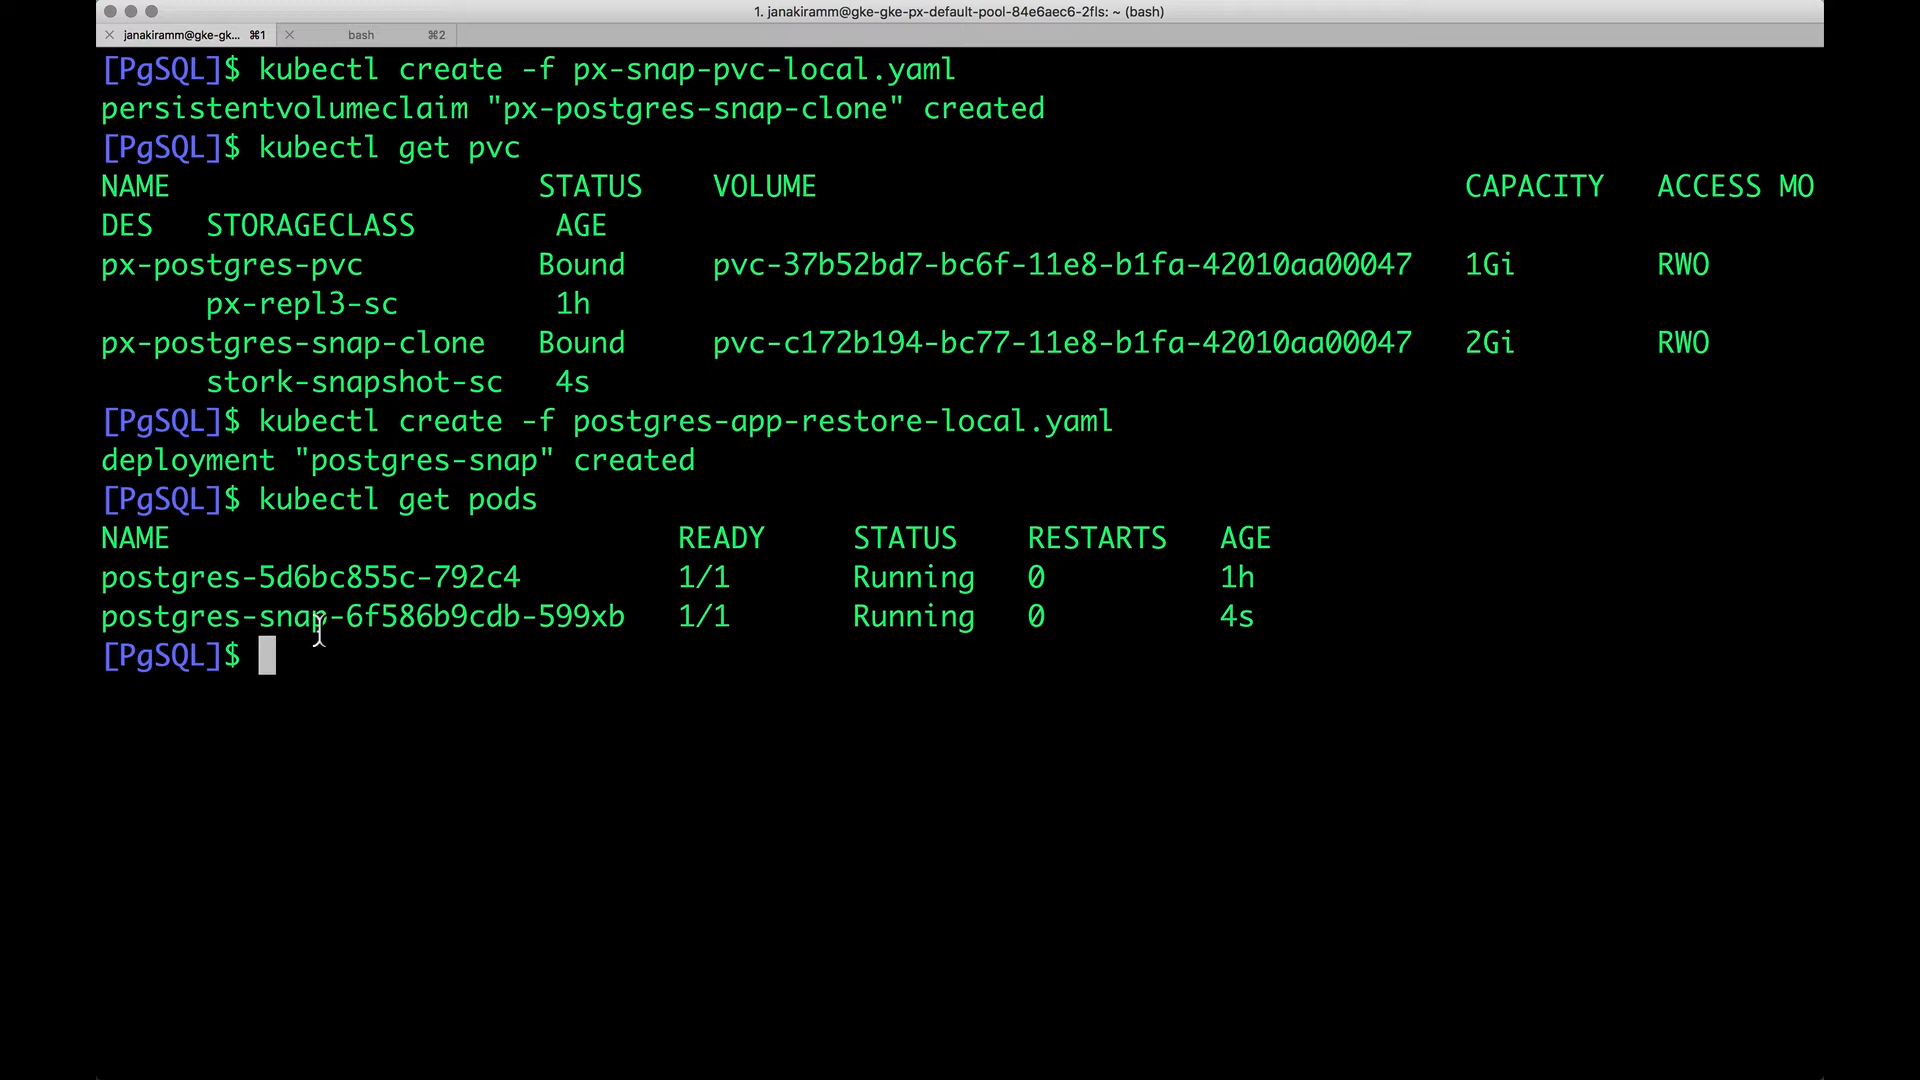 1. janakiramm@gke-gke-px-default-pool-84e6aec6-2fls: ~ (bash)
janakiramm@gke-gk... ⌘1 bash ⌘2
[PgSQL]$ kubectl create -f px-snap-pvc-local.yaml
persistentvolumeclaim "px-postgres-snap-clone" created
[PgSQL]$ kubectl get pvc
NAME STATUS VOLUME CAPACITY ACCESS MO
DES STORAGECLASS AGE
px-postgres-pvc Bound pvc-37b52bd7-bc6f-11e8-b1fa-42010aa00047 1Gi RWO
px-repl3-sc 1h
px-postgres-snap-clone Bound pvc-c172b194-bc77-11e8-b1fa-42010aa00047 2Gi RWO
stork-snapshot-sc 4s
[PgSQL]$ kubectl create -f postgres-app-restore-local.yaml
deployment "postgres-snap" created
[PgSQL]$ kubectl get pods
NAME READY STATUS RESTARTS AGE
postgres-5d6bc855c-792c4 1/1 Running 0 1h
postgres-snap-6f586b9cdb-599xb 1/1 Running 0 4s
[PgSQL]$